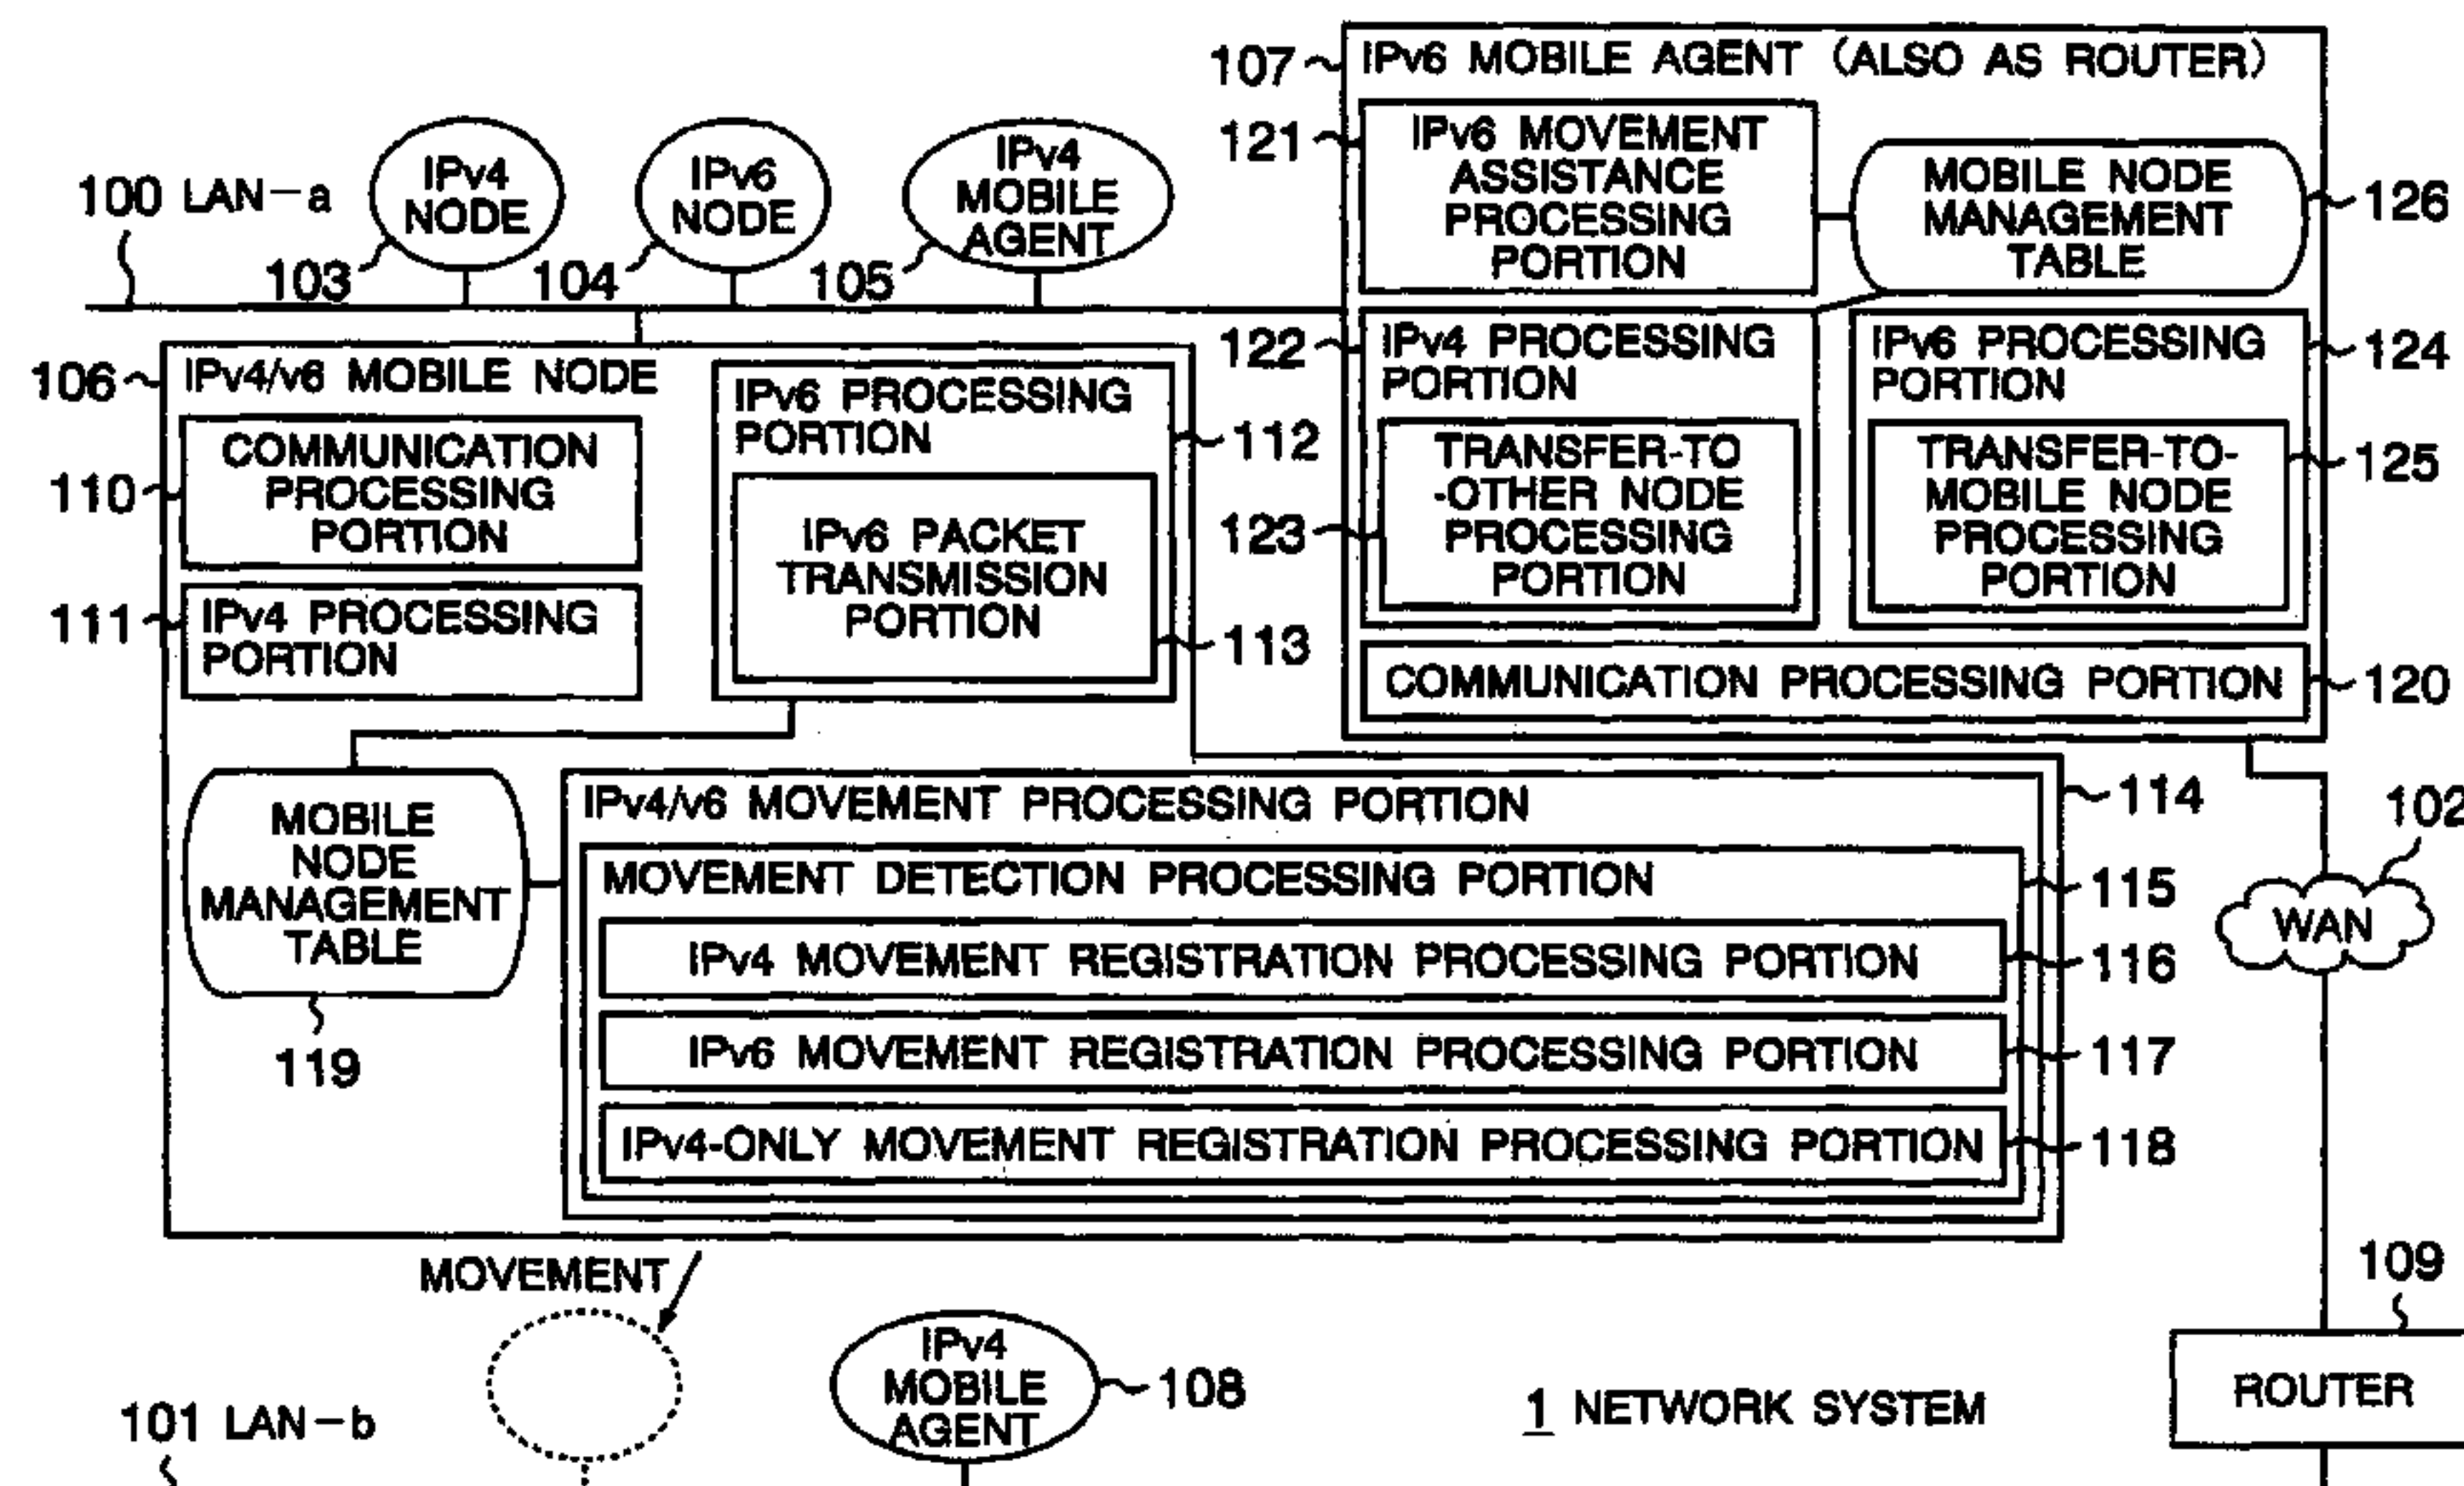 107
IPv6 MOBILE AGENT (ALSO AS ROUTER)
121
IPv6 MOVEMENT
ASSISTANCE
PROCESSING
PORTION
MOBILE NODE
MANAGEMENT
TABLE
126
100 LAN-a
IPv4
NODE
103
IPv6
NODE
104
IPv4
MOBILE
AGENT
105
122
IPv4 PROCESSING
PORTION
123
TRANSFER-TO
-OTHER NODE
PROCESSING
PORTION
IPv6 PROCESSING
PORTION
124
TRANSFER-TO-
MOBILE NODE
PROCESSING
PORTION
125
COMMUNICATION PROCESSING PORTION
120
106
IPv4/v6 MOBILE NODE
110
COMMUNICATION
PROCESSING
PORTION
111
IPv4 PROCESSING
PORTION
IPv6 PROCESSING
PORTION
112
IPv6 PACKET
TRANSMISSION
PORTION
113
MOBILE
NODE
MANAGEMENT
TABLE
119
IPv4/v6 MOVEMENT PROCESSING PORTION
114
MOVEMENT DETECTION PROCESSING PORTION
115
IPv4 MOVEMENT REGISTRATION PROCESSING PORTION
116
IPv6 MOVEMENT REGISTRATION PROCESSING PORTION
117
IPv4-ONLY MOVEMENT REGISTRATION PROCESSING PORTION
118
102
WAN
MOVEMENT
109
ROUTER
IPv4
MOBILE
AGENT
108
1 NETWORK SYSTEM
101 LAN-b